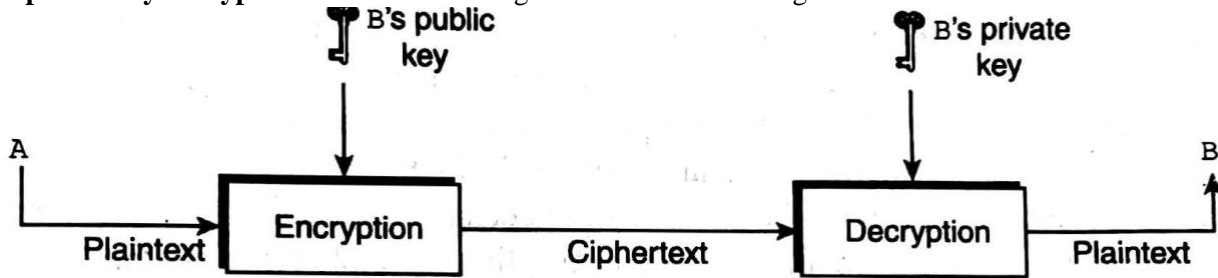 B's public
key
B's private
key
A
B
Encryption
Decryption
Plaintext
Ciphertext
Plaintext